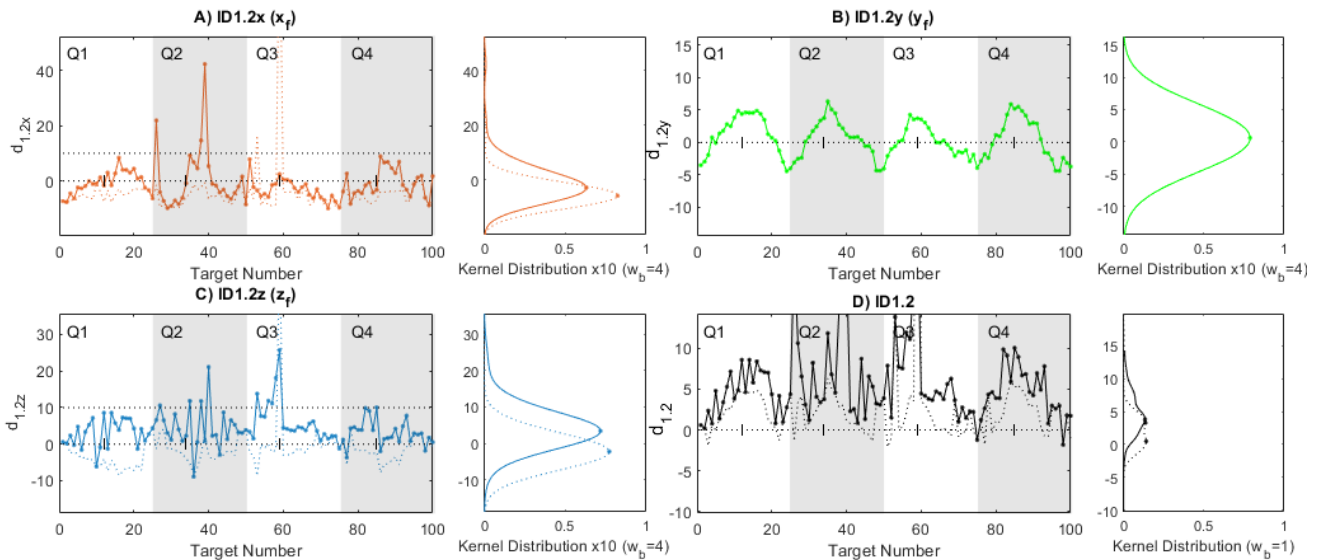 A) ID1.2x (x_f)
Q1 Q2 Q3 Q4
d_1.2x
40
20
10
0
0 20 40 60 80 100
Target Number
40
20
10
0
0 0.5 1
Kernel Distribution x10 (w_b=4)
B) ID1.2y (y_f)
Q1 Q2 Q3 Q4
d_1.2y
15
10
5
0
-5
-10
0 20 40 60 80 100
Target Number
15
10
5
0
-5
-10
0 0.5 1
Kernel Distribution x10 (w_b=4)
C) ID1.2z (z_f)
Q1 Q2 Q3 Q4
d_1.2z
30
20
10
0
-10
0 20 40 60 80 100
Target Number
30
20
10
0
-10
0 0.5 1
Kernel Distribution x10 (w_b=4)
D) ID1.2
Q1 Q2 Q3 Q4
d_1.2
10
5
0
-5
-10
0 20 40 60 80 100
Target Number
20
15
10
5
0
-5
-10
0 0.5 1
Kernel Distribution (w_b=1)